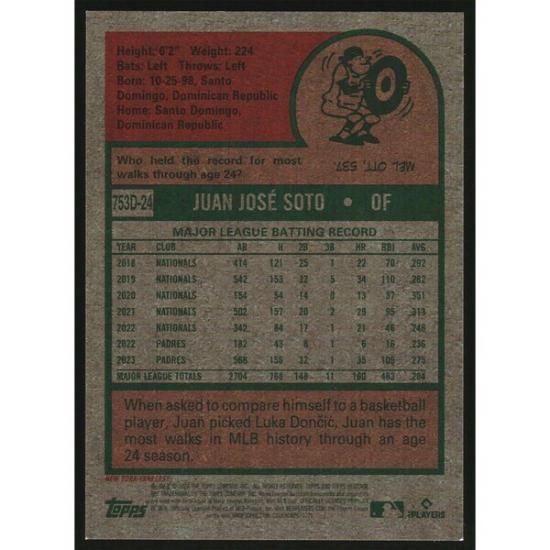 Height: 6'2" Weight: 224
Bats: Left Throws: Left
Born: 10-25-98, Santo
Domingo, Dominican Republic
Home: Santo Domingo,
Dominican Republic
Who held the record for most
walks through age 24?
MEL OTT, 537.
753D-24 JUAN JOSÉ SOTO • OF
MAJOR LEAGUE BATTING RECORD
YEAR CLUB AB H 2B 3B HR RBI AVG
2018 NATIONALS 414 121 25 1 22 70 .292
2019 NATIONALS 542 153 32 5 34 110 .282
2020 NATIONALS 154 54 14 0 13 37 .351
2021 NATIONALS 502 157 20 2 29 95 .313
2022 NATIONALS 342 84 17 1 21 46 .246
2022 PADRES 182 43 8 1 6 16 .236
2023 PADRES 568 156 32 1 35 109 .275
MAJOR LEAGUE TOTALS 2704 768 148 11 160 483 .284
When asked to compare himself to a basketball
player, Juan picked Luka Dončić. Juan has the
most walks in MLB history through an age
24 season.
topps
PLAYERS